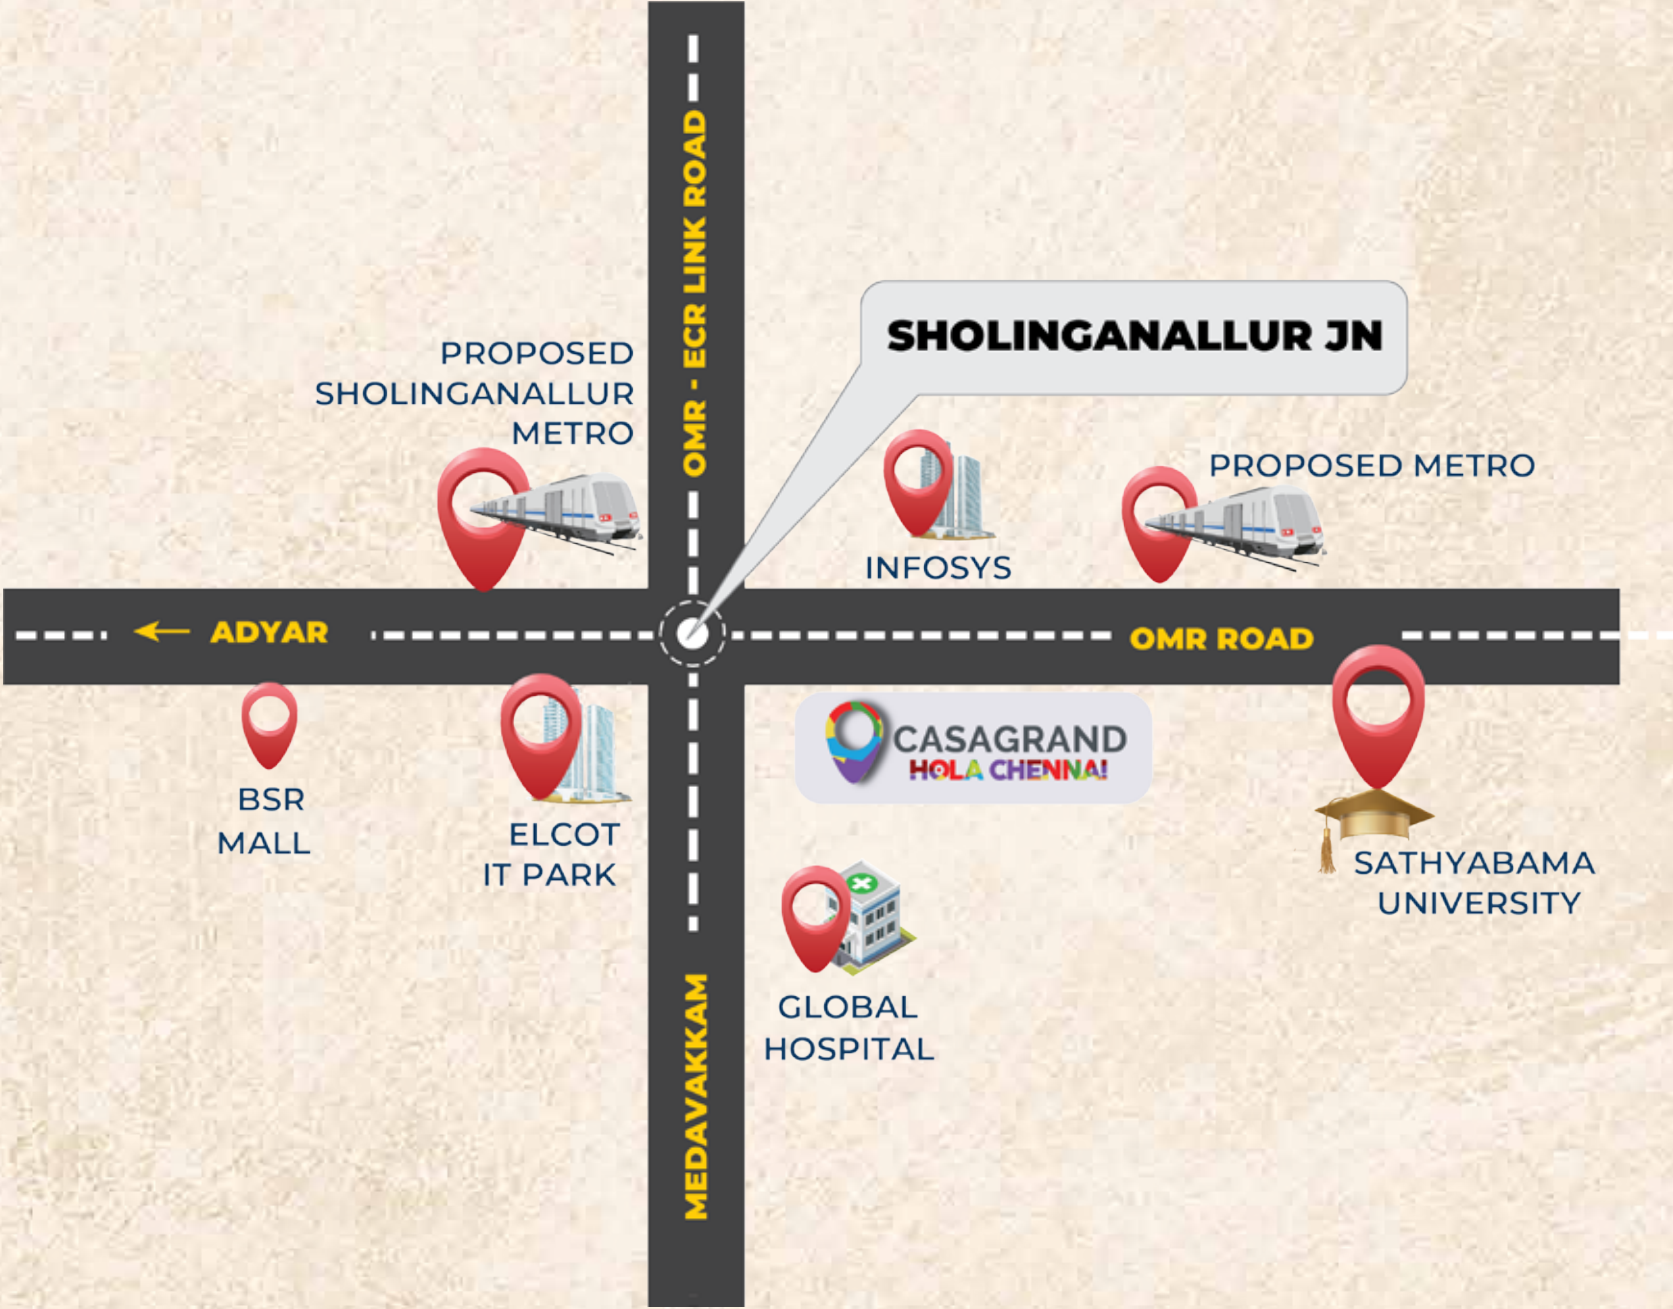 OMR - ECR LINK ROAD
SHOLINGANALLUR JN
PROPOSED
SHOLINGANALLUR
METRO
PROPOSED METRO
INFOSYS
ADYAR
OMR ROAD
CASAGRAND
HOLA CHENNAI
BSR
MALL
ELCOT
IT PARK
SATHYABAMA
UNIVERSITY
GLOBAL
HOSPITAL
MEDAVAKKAM